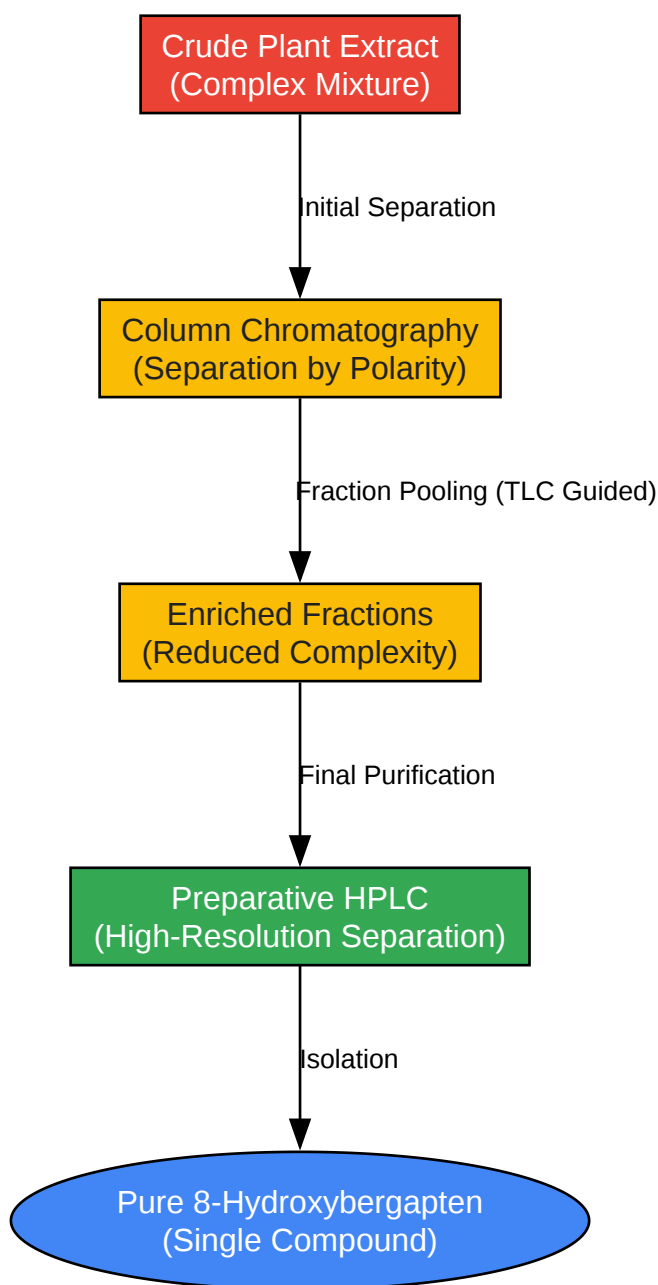 Crude Plant Extract
(Complex Mixture)
Initial Separation
Column Chromatography
(Separation by Polarity)
Fraction Pooling (TLC Guided)
Enriched Fractions
(Reduced Complexity)
Final Purification
Preparative HPLC
(High-Resolution Separation)
Isolation
Pure 8-Hydroxybergapten
(Single Compound)